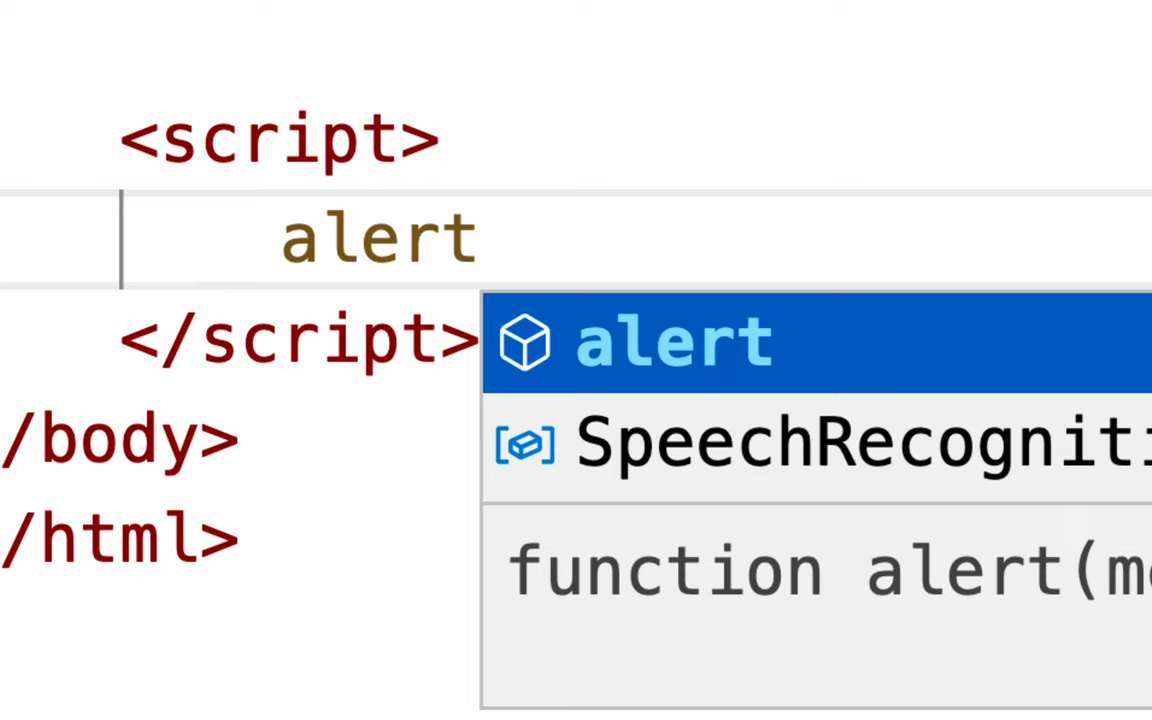 <script>
alert
</script>
alert
/body>
SpeechRecogniti
/html>
function alert(m